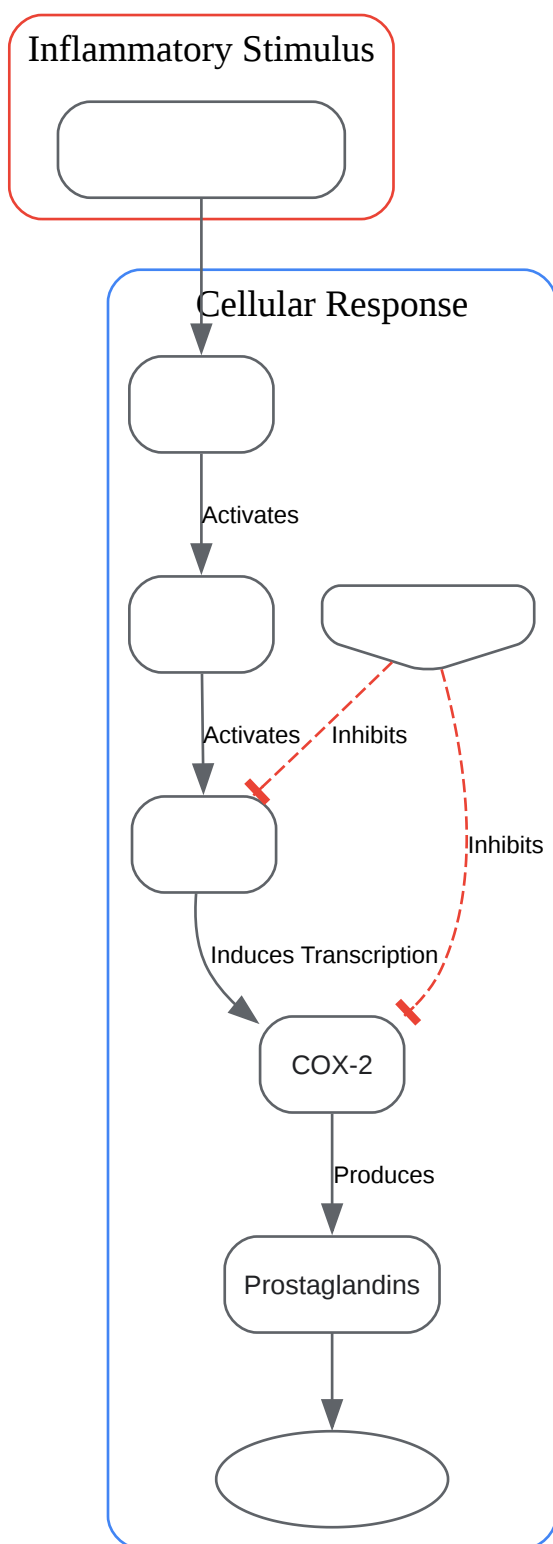 Inflammatory Stimulus
Cellular Response
Activates
Activates
Inhibits
Inhibits
Induces Transcription
COX-2
Produces
Prostaglandins